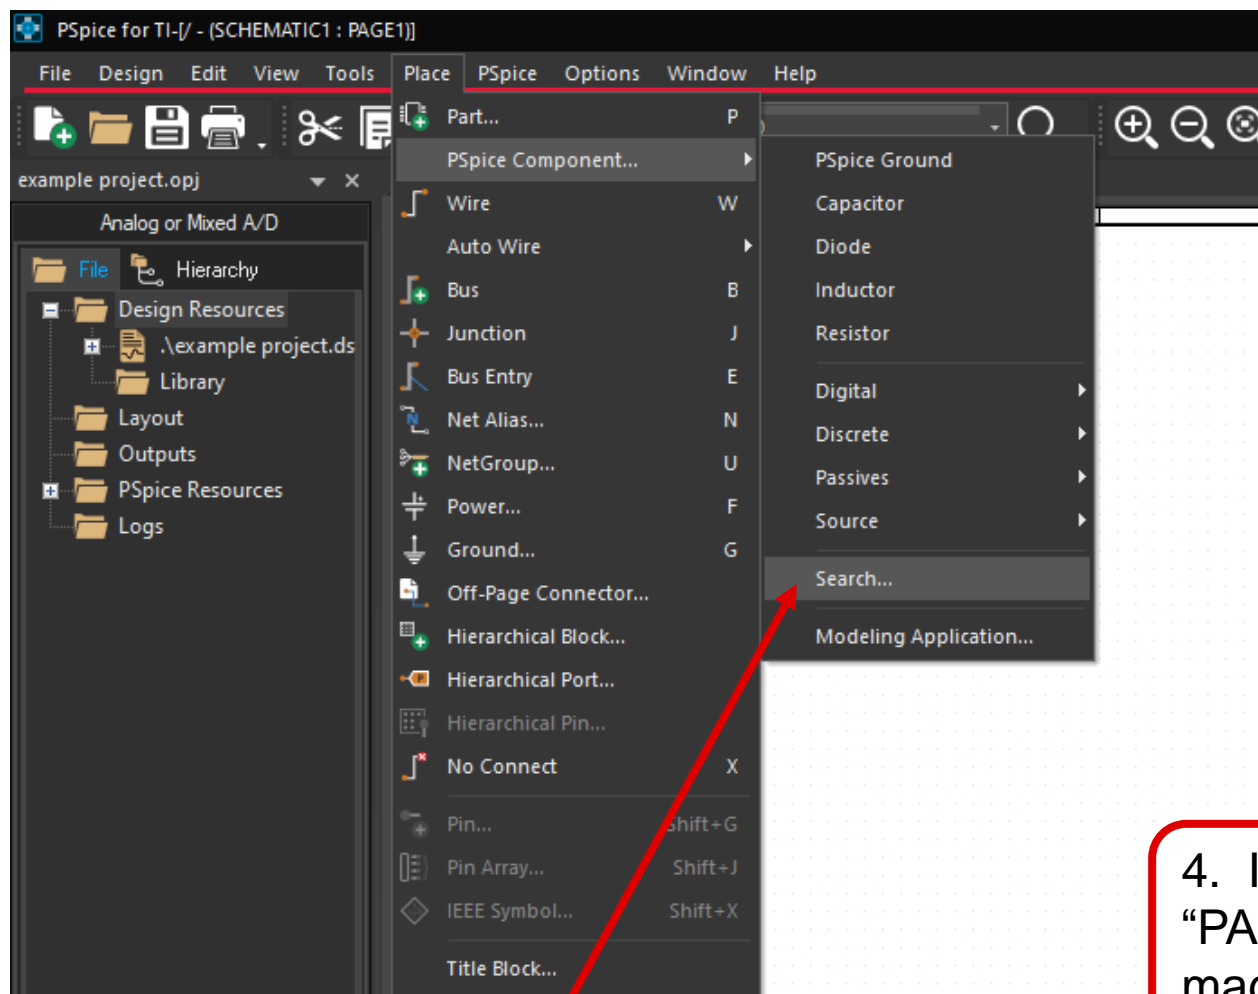 PSpice for TI-[/ - (SCHEMATIC1 : PAGE1)]
File Design Edit View Tools Place PSpice Options Window Help
example project.opj
Analog or Mixed A/D
File Hierarchy
Design Resources
.\example project.ds
Library
Layout
Outputs
PSpice Resources
Logs
Part... P
PSpice Component...
Wire W
Auto Wire
Bus B
Junction J
Bus Entry E
Net Alias... N
NetGroup... U
Power... F
Ground... G
Off-Page Connector...
Hierarchical Block...
Hierarchical Port...
Hierarchical Pin...
No Connect X
Pin... Shift+G
Pin Array... Shift+J
IEEE Symbol... Shift+X
Title Block...
PSpice Ground
Capacitor
Diode
Inductor
Resistor
Digital
Discrete
Passives
Source
Search...
Modeling Application...
4.
“PA